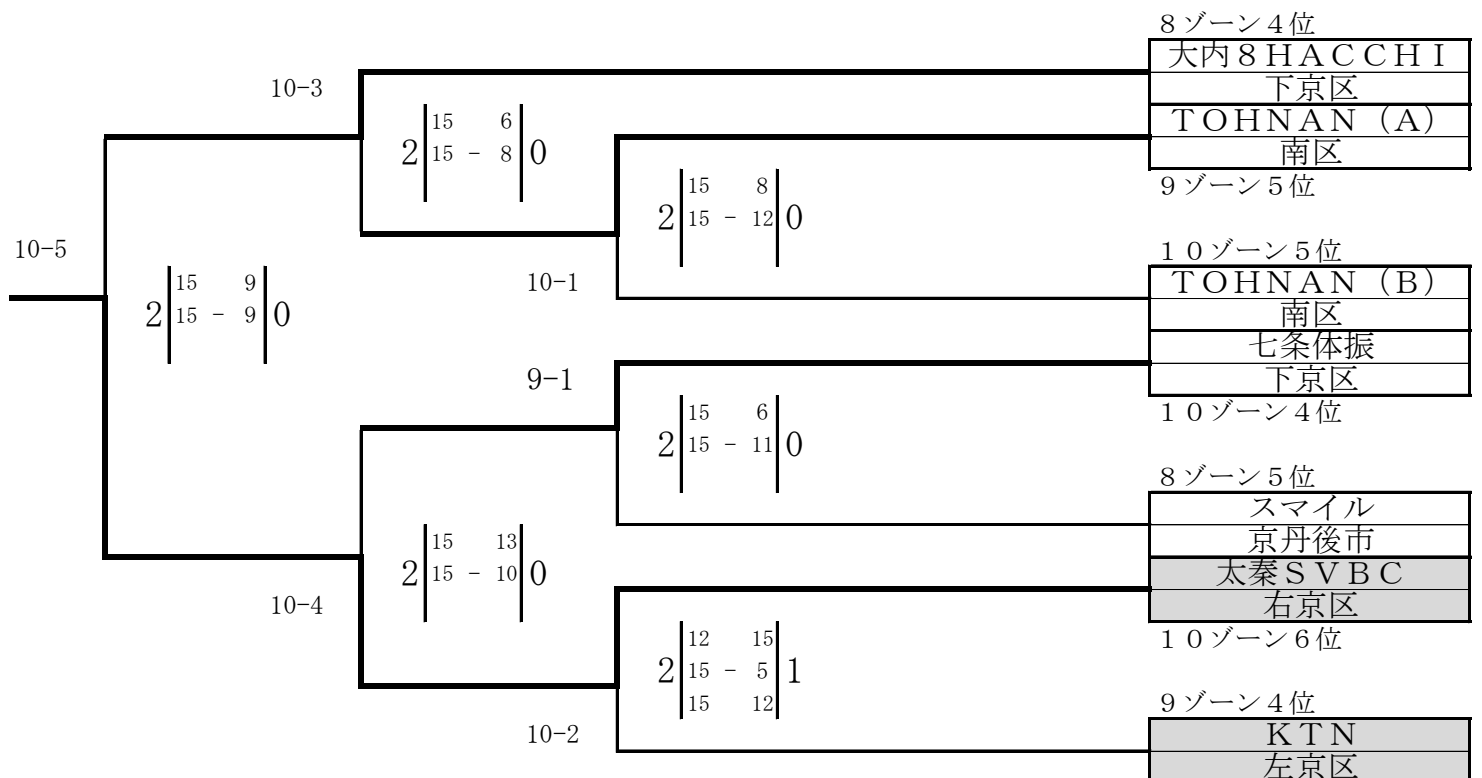 ８ゾーン４位
大内８ＨＡＣＣＨＩ
下京区
ＴＯＨＮＡＮ（Ａ）
南区
９ゾーン５位
10-3
2 15 6 0
15 - 8
2 15 8 0
15 - 12
10-5
10-1
2 15 9 0
15 - 9
１０ゾーン５位
ＴＯＨＮＡＮ（Ｂ）
南区
七条体振
下京区
１０ゾーン４位
9-1
2 15 6 0
15 - 11
８ゾーン５位
スマイル
京丹後市
太秦ＳＶＢＣ
右京区
１０ゾーン６位
2 15 13 0
15 - 10
10-4
2 12 15 1
15 - 5
15 12
10-2
９ゾーン４位
ＫＴＮ
左京区